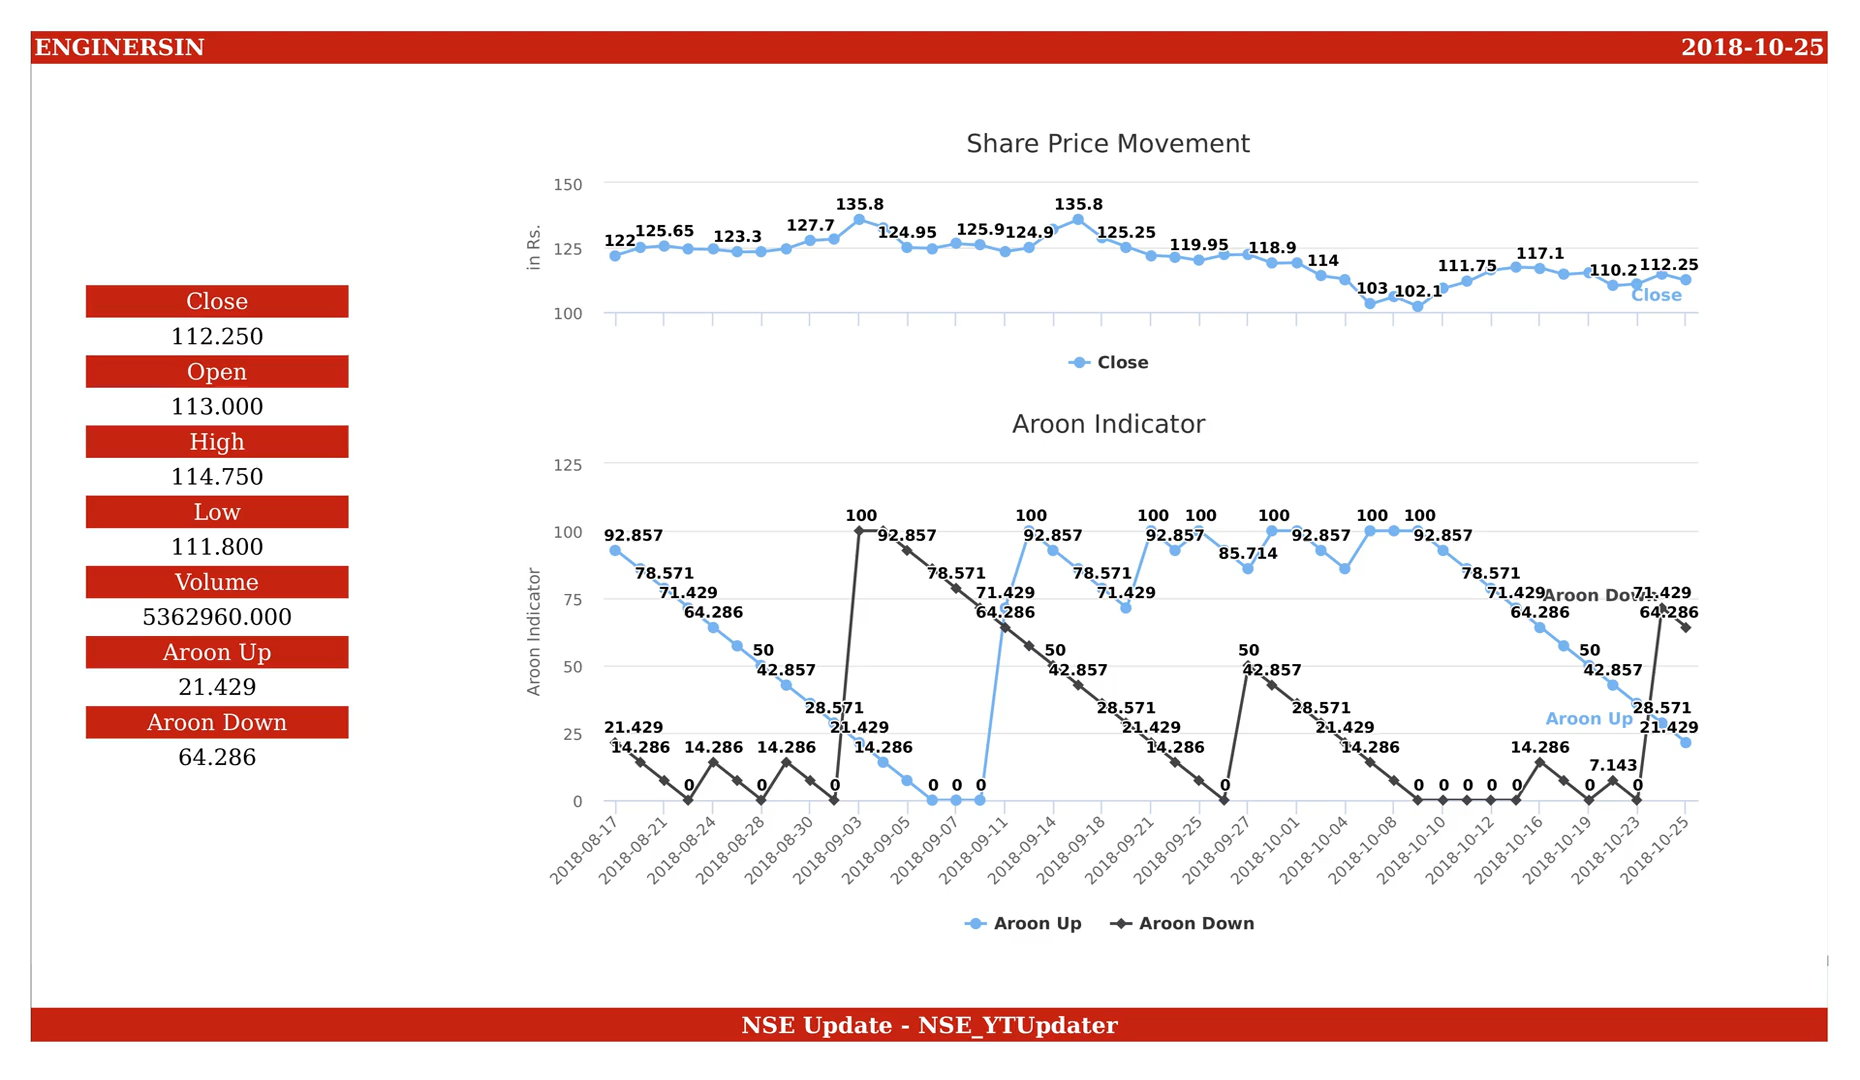 ENGINERSIN 2018-10-25
Close
112.250
Open
113.000
High
114.750
Low
111.800
Volume
5362960.000
Aroon Up
21.429
Aroon Down
64.286
Share Price Movement
in Rs.
150
125
100
122 125.65 123.3 127.7 135.8 124.95 125.9 124.9 135.8 125.25 119.95 118.9 114 103 102.1 111.75 117.1 110.2 112.25
Close
Close
Aroon Indicator
Aroon Indicator
125
100
75
50
25
0
92.857 78.571 71.429 64.286 50 42.857 28.571 21.429 14.286 0 0 0 71.429 100 92.857 78.571 71.429 100 92.857 100 85.714 100 92.857 100 100 92.857 78.571 71.429 64.286 50 42.857 28.571 21.429
Aroon Up
21.429 14.286 0 14.286 0 14.286 0 100 92.857 78.571 64.286 50 42.857 28.571 21.429 14.286 0 50 42.857 28.571 21.429 14.286 0 0 0 0 0 14.286 0 7.143 0 71.429 64.286
Aroon Down
2018-08-17 2018-08-21 2018-08-24 2018-08-28 2018-08-30 2018-09-03 2018-09-05 2018-09-07 2018-09-11 2018-09-14 2018-09-18 2018-09-21 2018-09-25 2018-09-27 2018-10-01 2018-10-04 2018-10-08 2018-10-10 2018-10-12 2018-10-16 2018-10-19 2018-10-23 2018-10-25
Aroon Up Aroon Down
NSE Update - NSE_YTUpdater